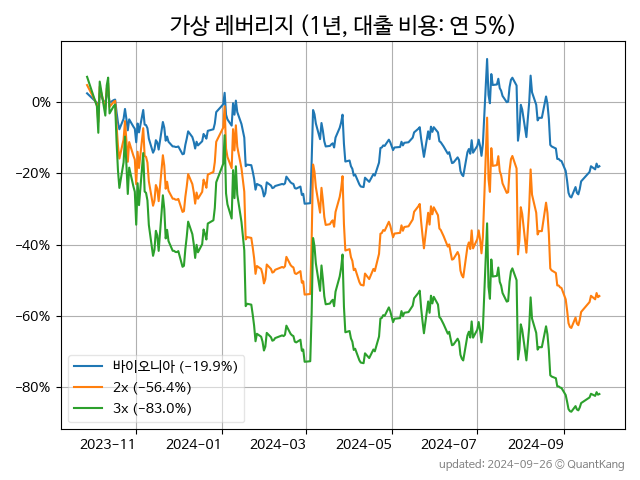 가상 레버리지 (1년, 대출 비용: 연 5%)
0%
−20%
−40%
−60%
−80%
바이오니아 (−19.9%)
2x (−56.4%)
3x (−83.0%)
2023-11
2024-01
2024-03
2024-05
2024-07
2024-09
updated: 2024-09-26 © QuantKang